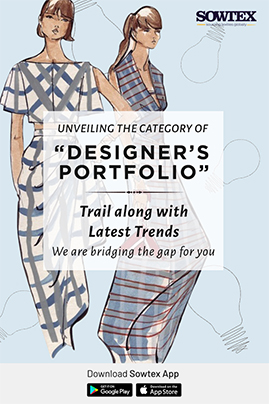 SOWTEX
UNVEILING THE CATEGORY OF
“DESIGNER’S
PORTFOLIO”
Trail along with
Latest Trends
We are bridging the gap for you
Download Sowtex App
GET IT ON
Google Play
Download on the
App Store